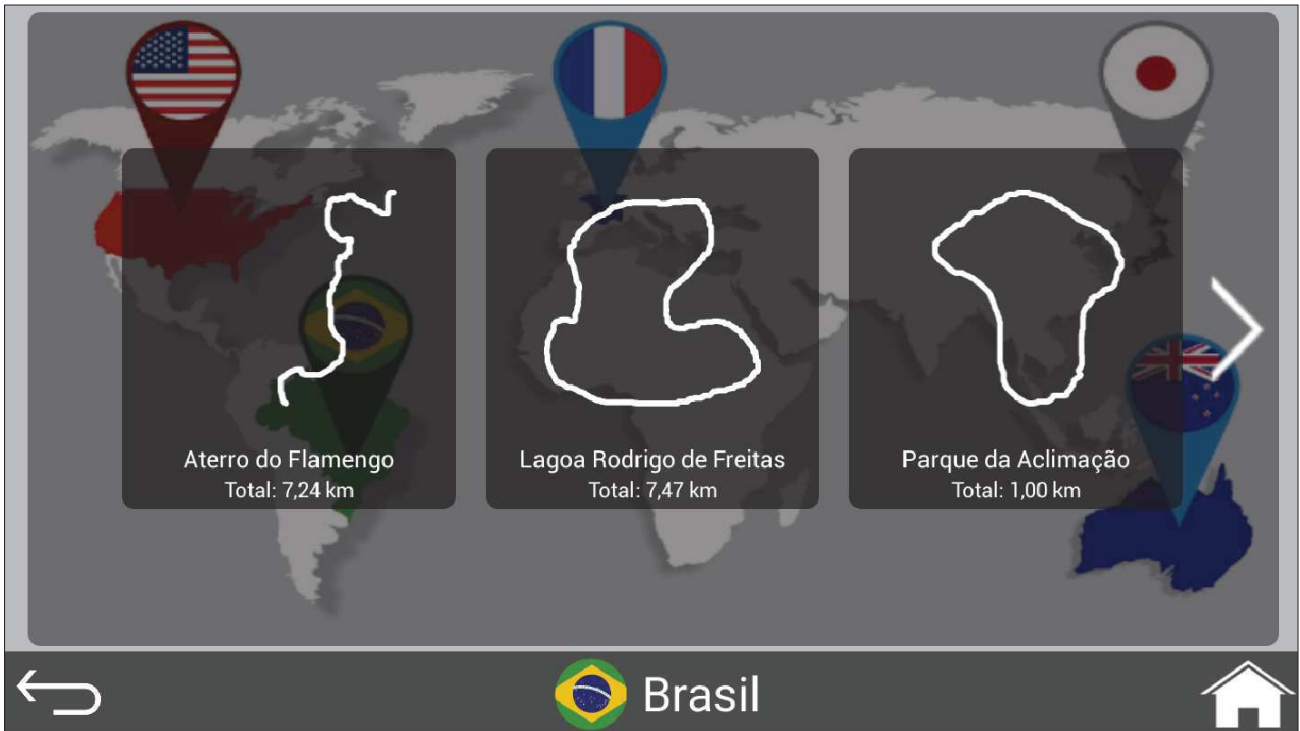 Aterro do Flamengo
Total: 7,24 km
Lagoa Rodrigo de Freitas
Total: 7,47 km
Parque da Aclimação
Total: 1,00 km
Brasil